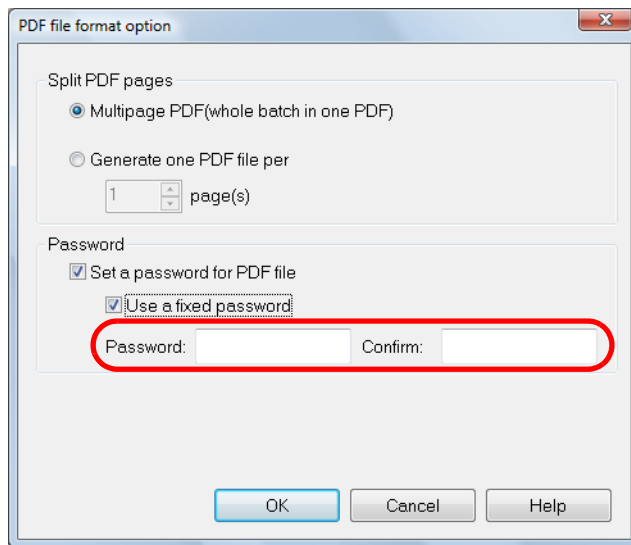 PDF file format option
Split PDF pages
Multipage PDF(whole batch in one PDF)
Generate one PDF file per
1 page(s)
Password
Set a password for PDF file
Use a fixed password
Password: Confirm:
OK Cancel Help